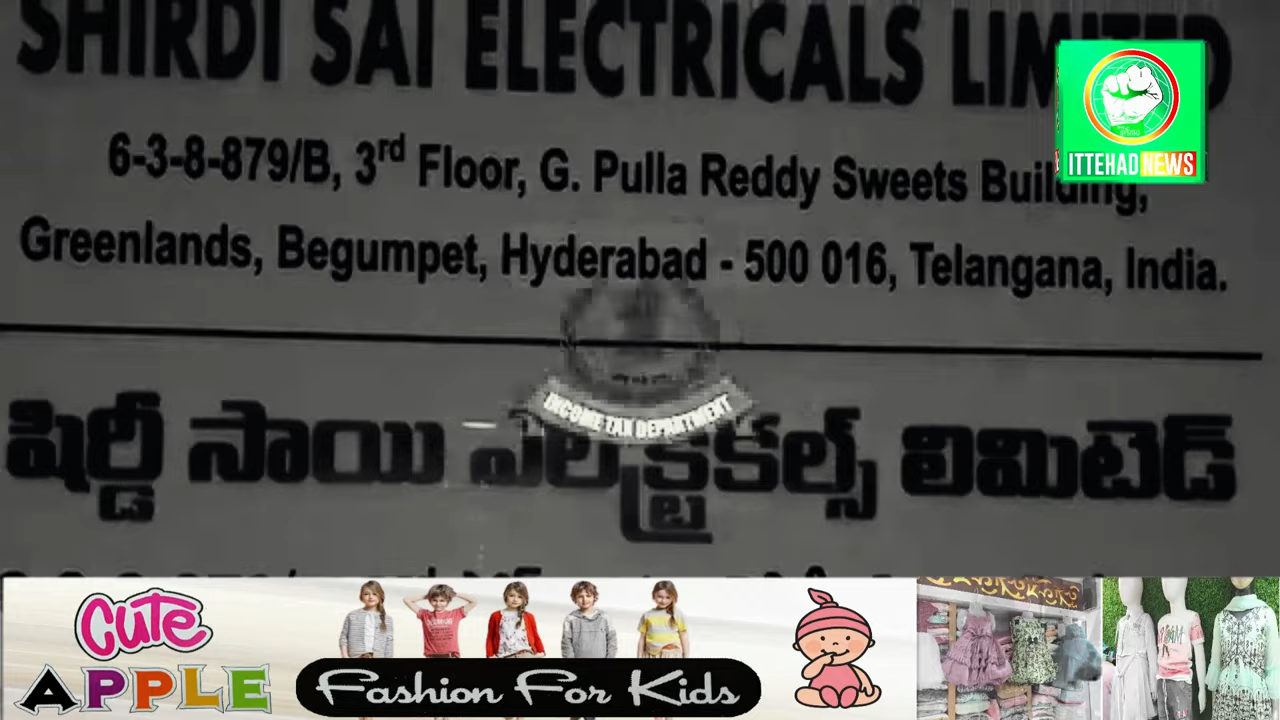 SHIRDI SAI ELECTRICALS LIMITED
ITTEHAD NEWS
6-3-8-879/B, 3rd Floor, G. Pulla Reddy Sweets Building,
Greenlands, Begumpet, Hyderabad - 500 016, Telangana, India.
INCOME TAX DEPARTMENT
షిర్డీ సాయి ఎలక్ట్రికల్స్ లిమిటెడ్
Cute
APPLE
Fashion For Kids